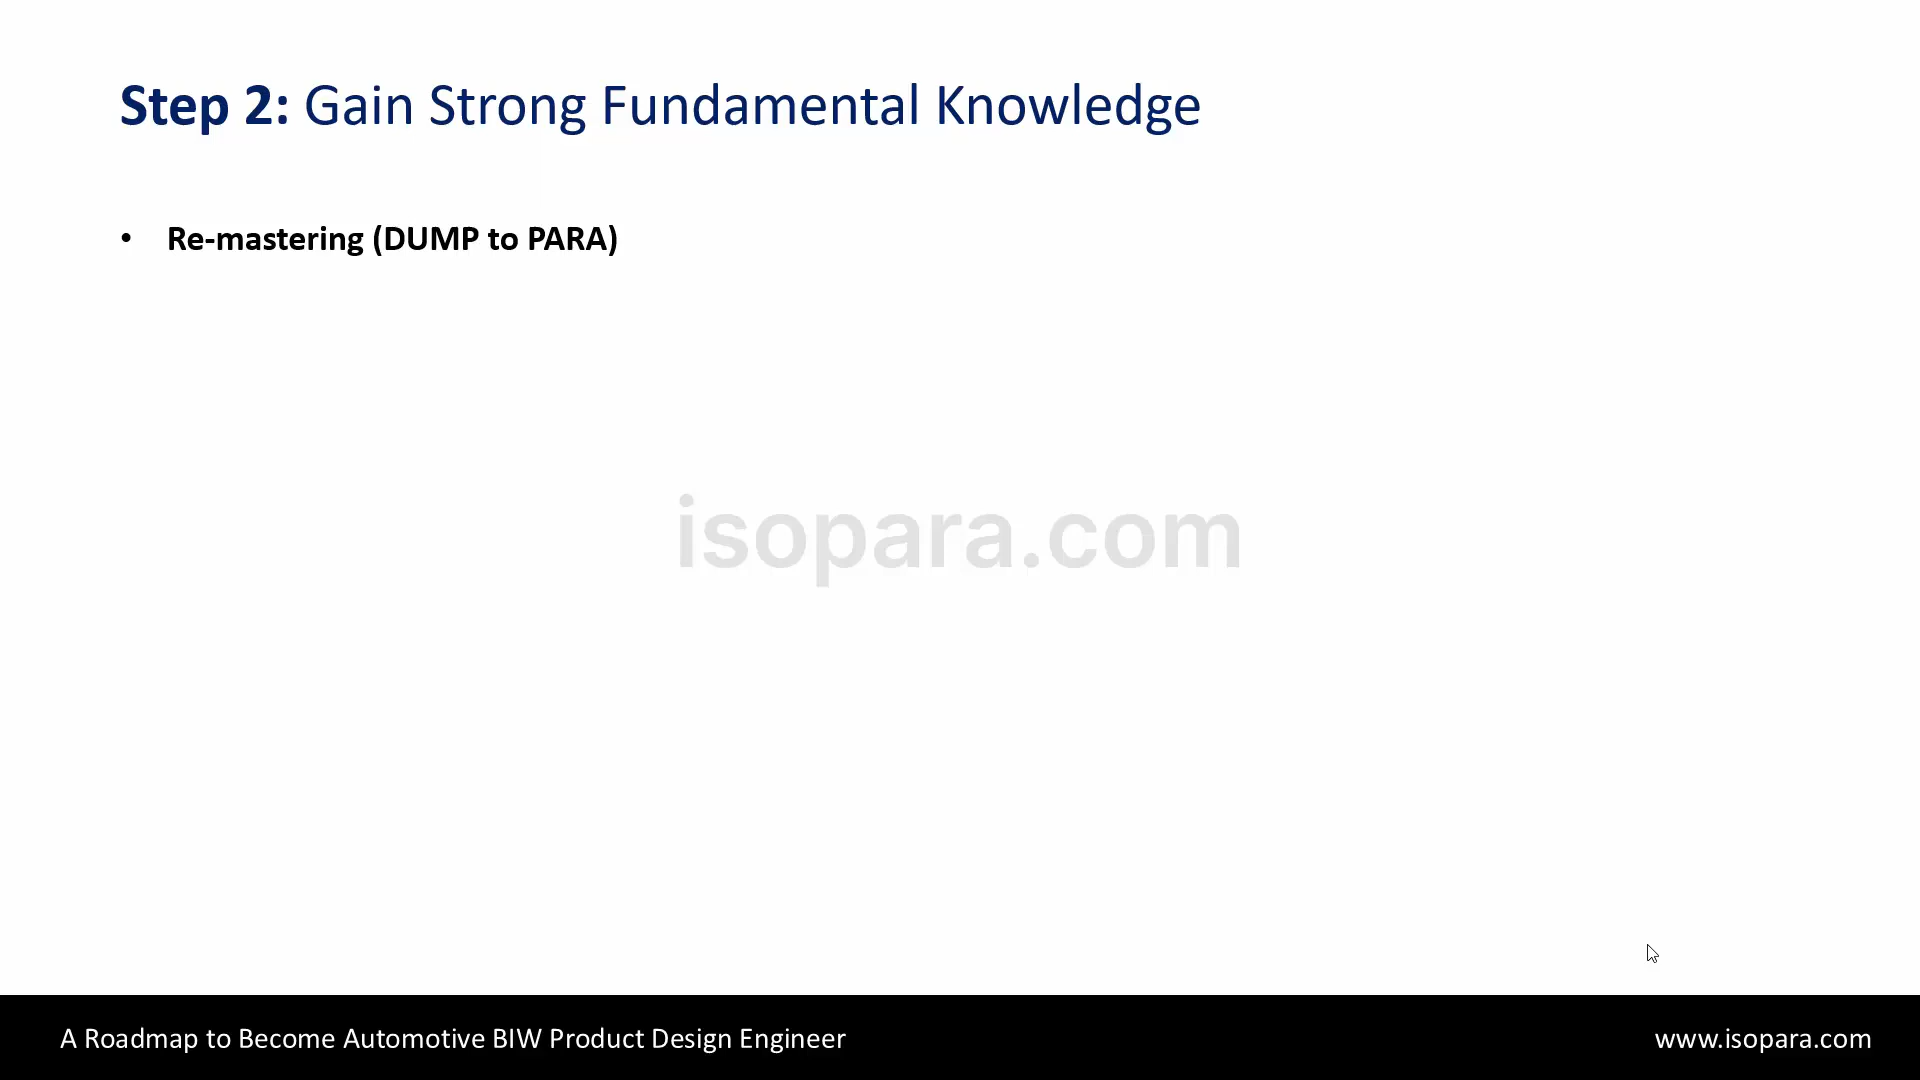 Step 2: Gain Strong Fundamental Knowledge
• Re-mastering (DUMP to PARA)
isopara.com
A Roadmap to Become Automotive BIW Product Design Engineer
www.isopara.com